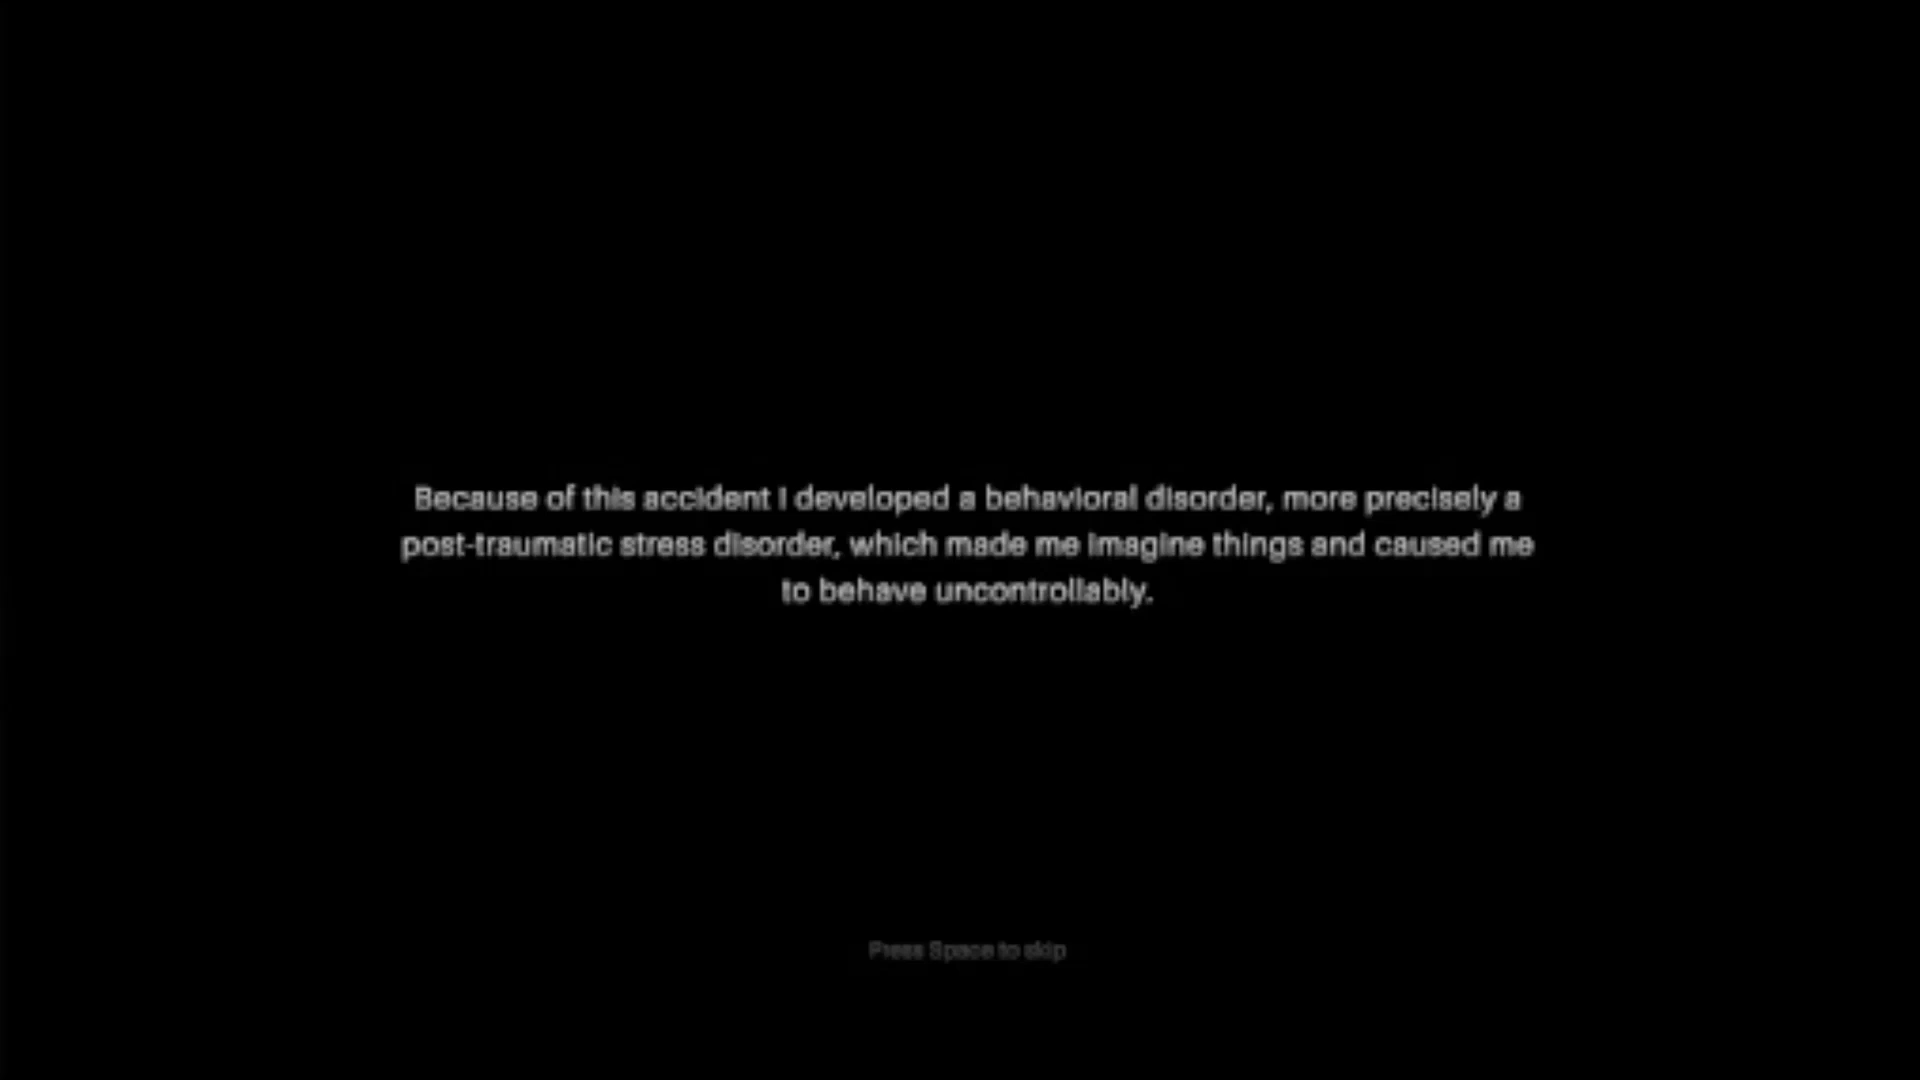 Because of this accident I developed a behavioral disorder, more precisely a
post-traumatic stress disorder, which made me imagine things and caused me
to behave uncontrollably.
Press Space to skip